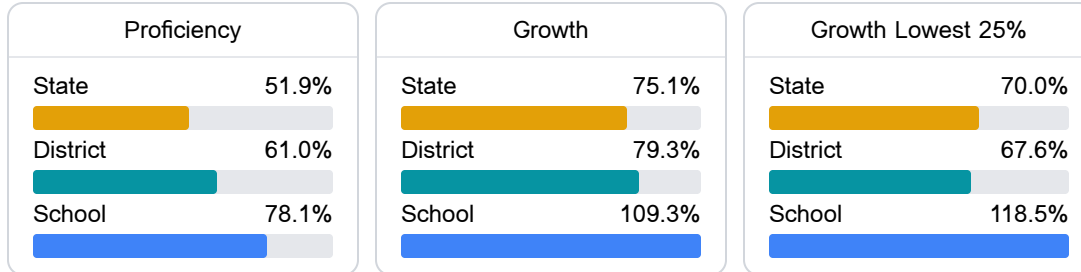 Proficiency
State 51.9%
District 61.0%
School 78.1%
Growth
State 75.1%
District 79.3%
School 109.3%
Growth Lowest 25%
State 70.0%
District 67.6%
School 118.5%